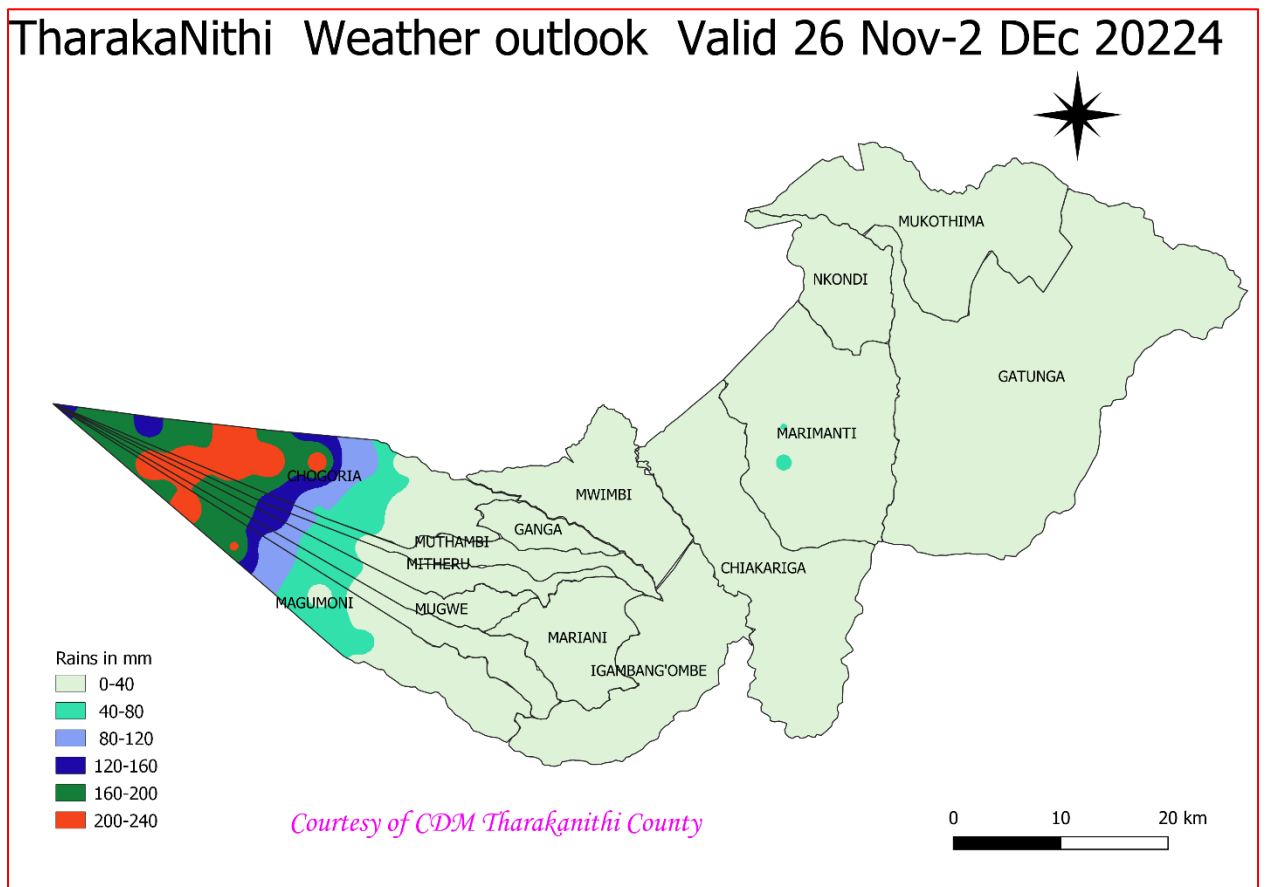 TharakaNithi Weather outlook Valid 26 Nov-2 DEc 20224
MUKOTHIMA
NKONDI
GATUNGA
MARIMANTI
CHOGORIA
MWIMBI
GANGA
MUTHAMBI
MITHERU
CHIAKARIGA
MAGUMONI
MUGWE
MARIANI
IGAMBANG'OMBE
Rains in mm
0-40
40-80
80-120
120-160
160-200
200-240
Courtesy of CDM Tharakanithi County
0 10 20 km